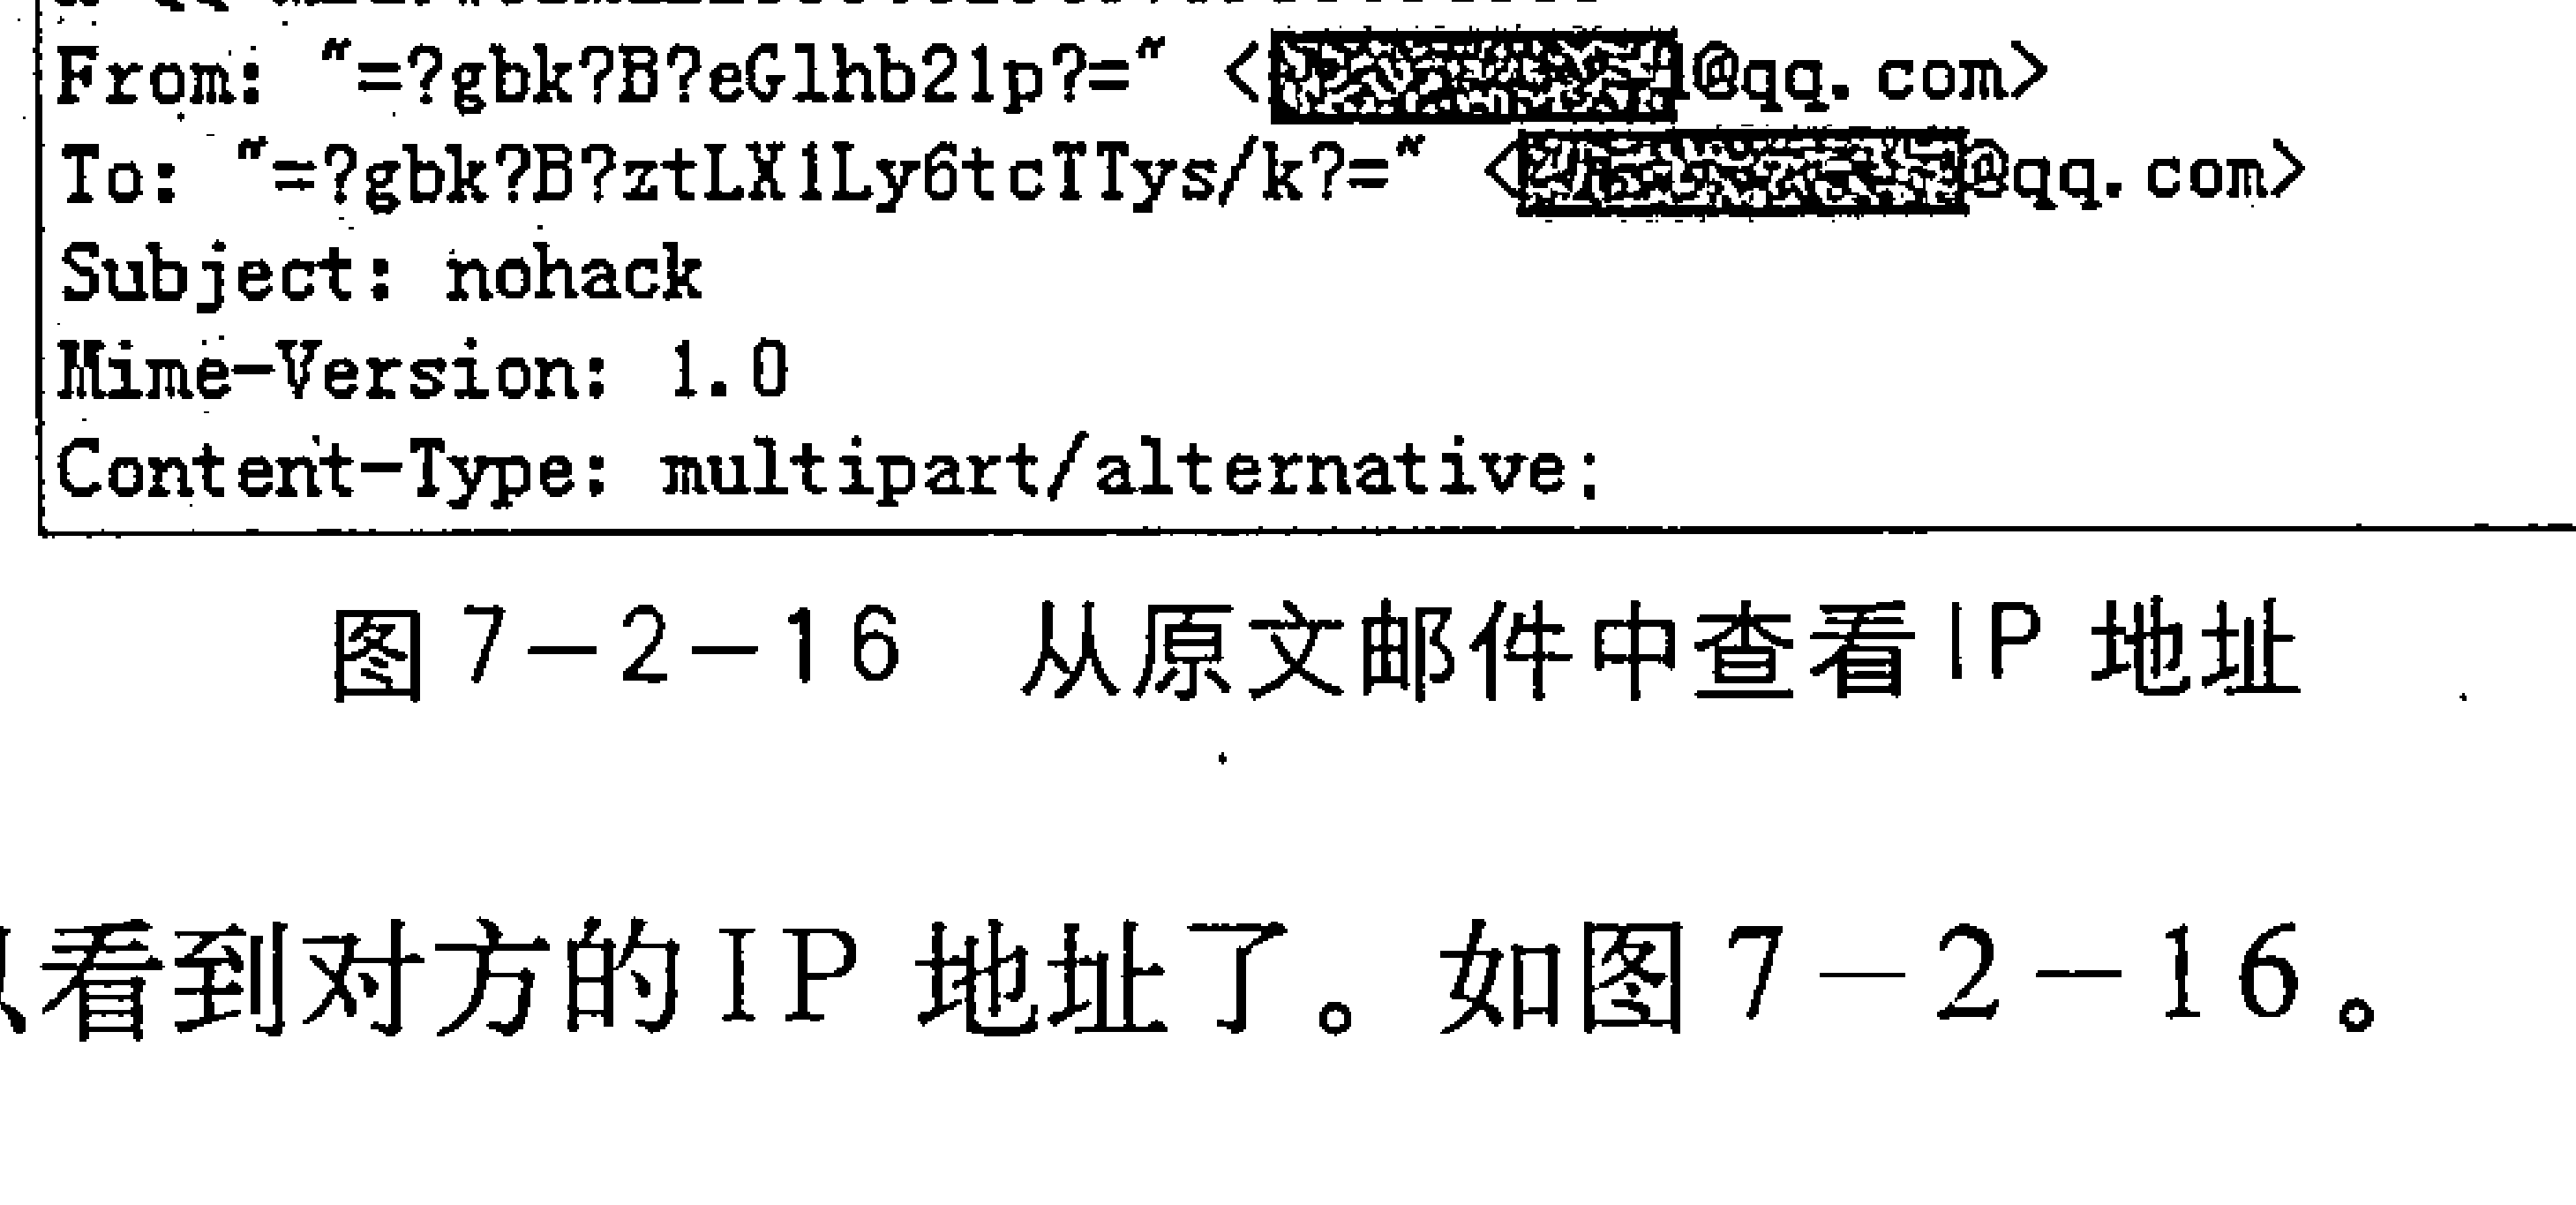 From: "=?gbk?B?eGlhb21p?=" <@qq.com>
To: "=?gbk?B?ztLX1Ly6tcTTys/k?=" <@qq.com>
Subject: nohack
Mime-Version: 1.0
Content-Type: multipart/alternative;
图7-2-16 从原文邮件中查看IP地址
看到对方的IP地址了。如图7-2-16。